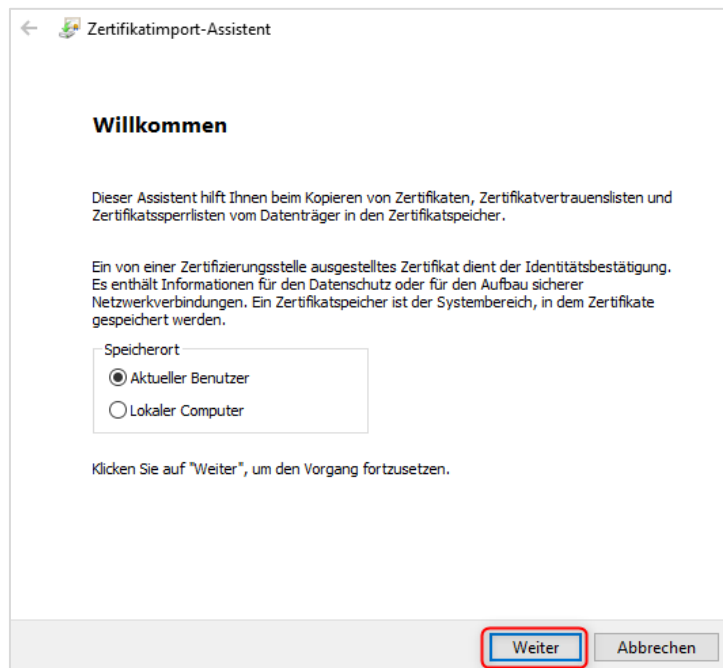 Zertifikatimport-Assistent
Willkommen
Dieser Assistent hilft Ihnen beim Kopieren von Zertifikaten, Zertifikatvertrauenslisten und
Zertifikatssperrlisten vom Datenträger in den Zertifikatspeicher.
Ein von einer Zertifizierungsstelle ausgestelltes Zertifikat dient der Identitätsbestätigung.
Es enthält Informationen für den Datenschutz oder für den Aufbau sicherer
Netzwerkverbindungen. Ein Zertifikatspeicher ist der Systembereich, in dem Zertifikate
gespeichert werden.
Speicherort
Aktueller Benutzer
Lokaler Computer
Klicken Sie auf "Weiter", um den Vorgang fortzusetzen.
Weiter Abbrechen